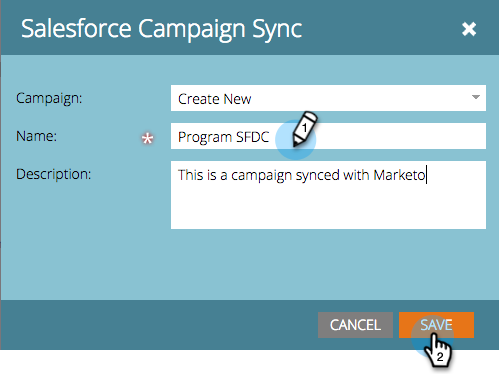 Salesforce Campaign Sync
Campaign: Create New
Name: * Program SFDC 1
Description: This is a campaign synced with Marketo
CANCEL SAVE
2